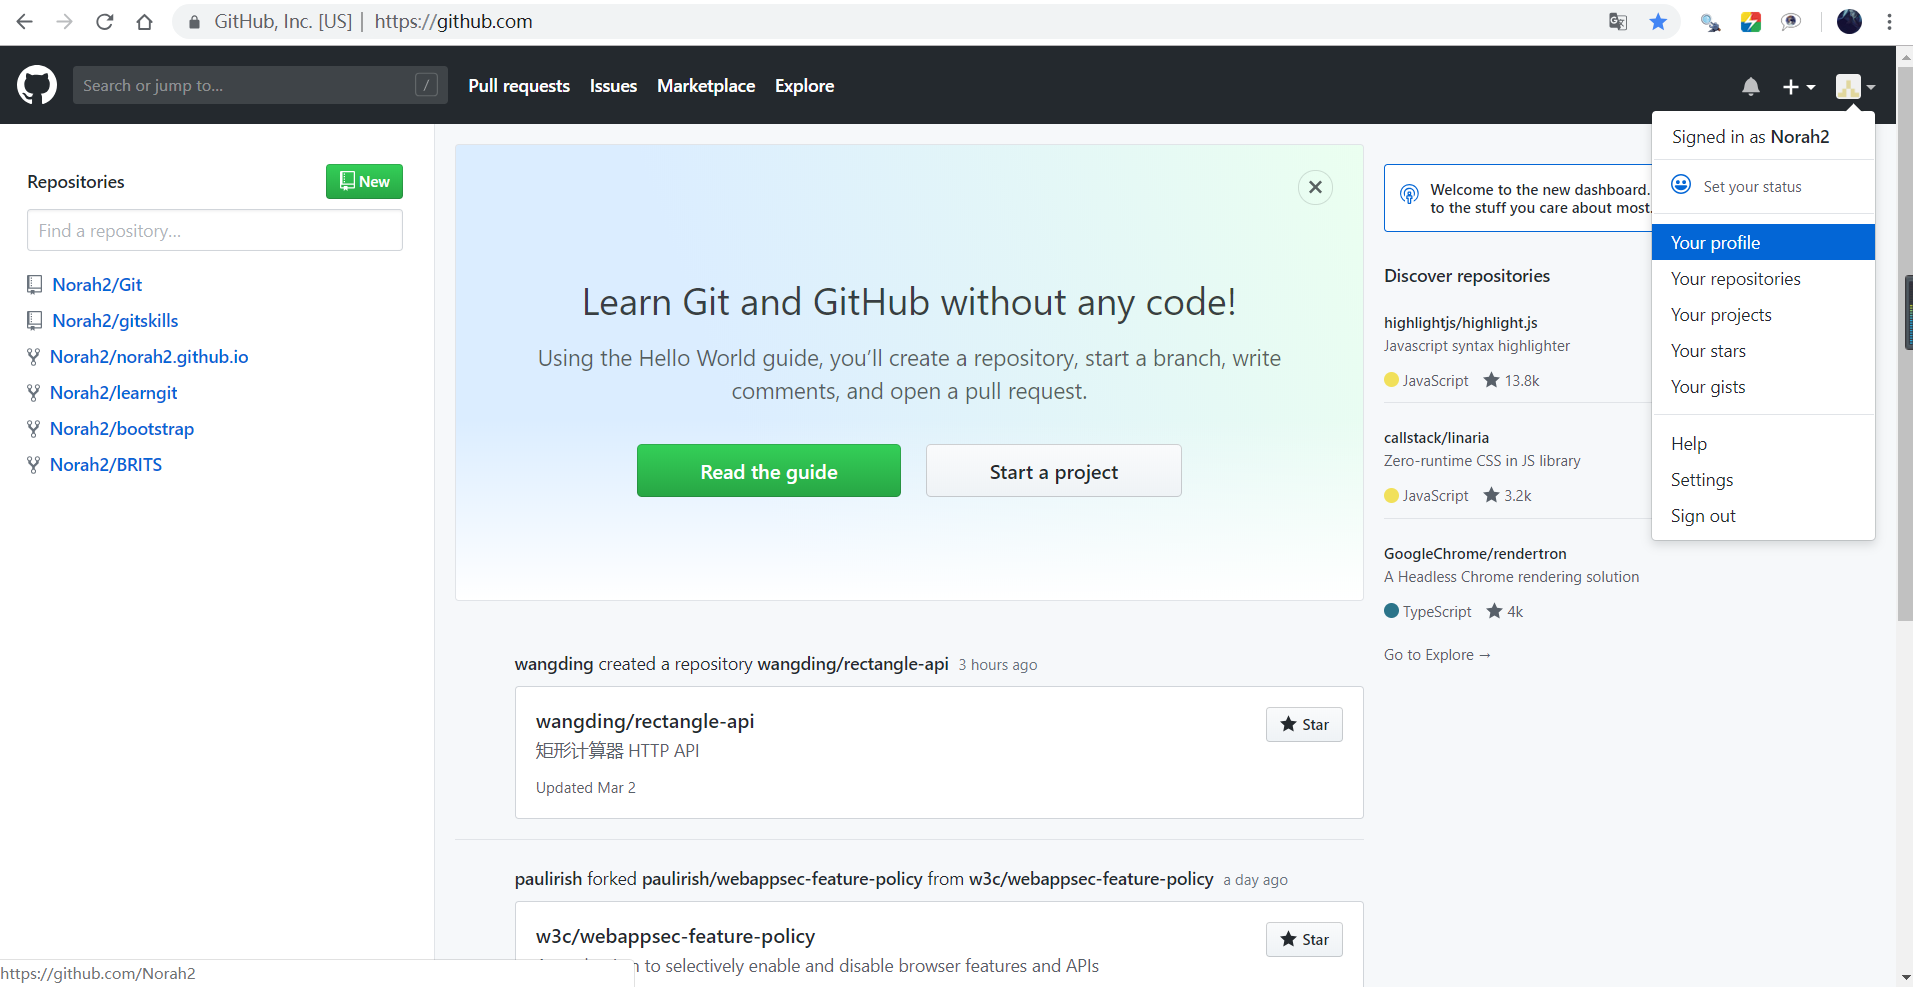 GitHub, Inc. [US] | https://github.com
Search or jump to... /
Pull requests Issues Marketplace Explore
Repositories
New
Find a repository...
Norah2/Git
Norah2/gitskills
Norah2/norah2.github.io
Norah2/learngit
Norah2/bootstrap
Norah2/BRITS
Learn Git and GitHub without any code!
Using the Hello World guide, you’ll create a repository, start a branch, write
comments, and open a pull request.
Read the guide
Start a project
wangding created a repository wangding/rectangle-api 3 hours ago
wangding/rectangle-api
Star
矩形计算器 HTTP API
Updated Mar 2
paulirish forked paulirish/webappsec-feature-policy from w3c/webappsec-feature-policy a day ago
w3c/webappsec-feature-policy
Star
to selectively enable and disable browser features and APIs
Welcome to the new dashboard.
to the stuff you care about most.
Discover repositories
highlightjs/highlight.js
Javascript syntax highlighter
JavaScript 13.8k
callstack/linaria
Zero-runtime CSS in JS library
JavaScript 3.2k
GoogleChrome/rendertron
A Headless Chrome rendering solution
TypeScript 4k
Go to Explore →
Signed in as Norah2
Set your status
Your profile
Your repositories
Your projects
Your stars
Your gists
Help
Settings
Sign out
https://github.com/Norah2